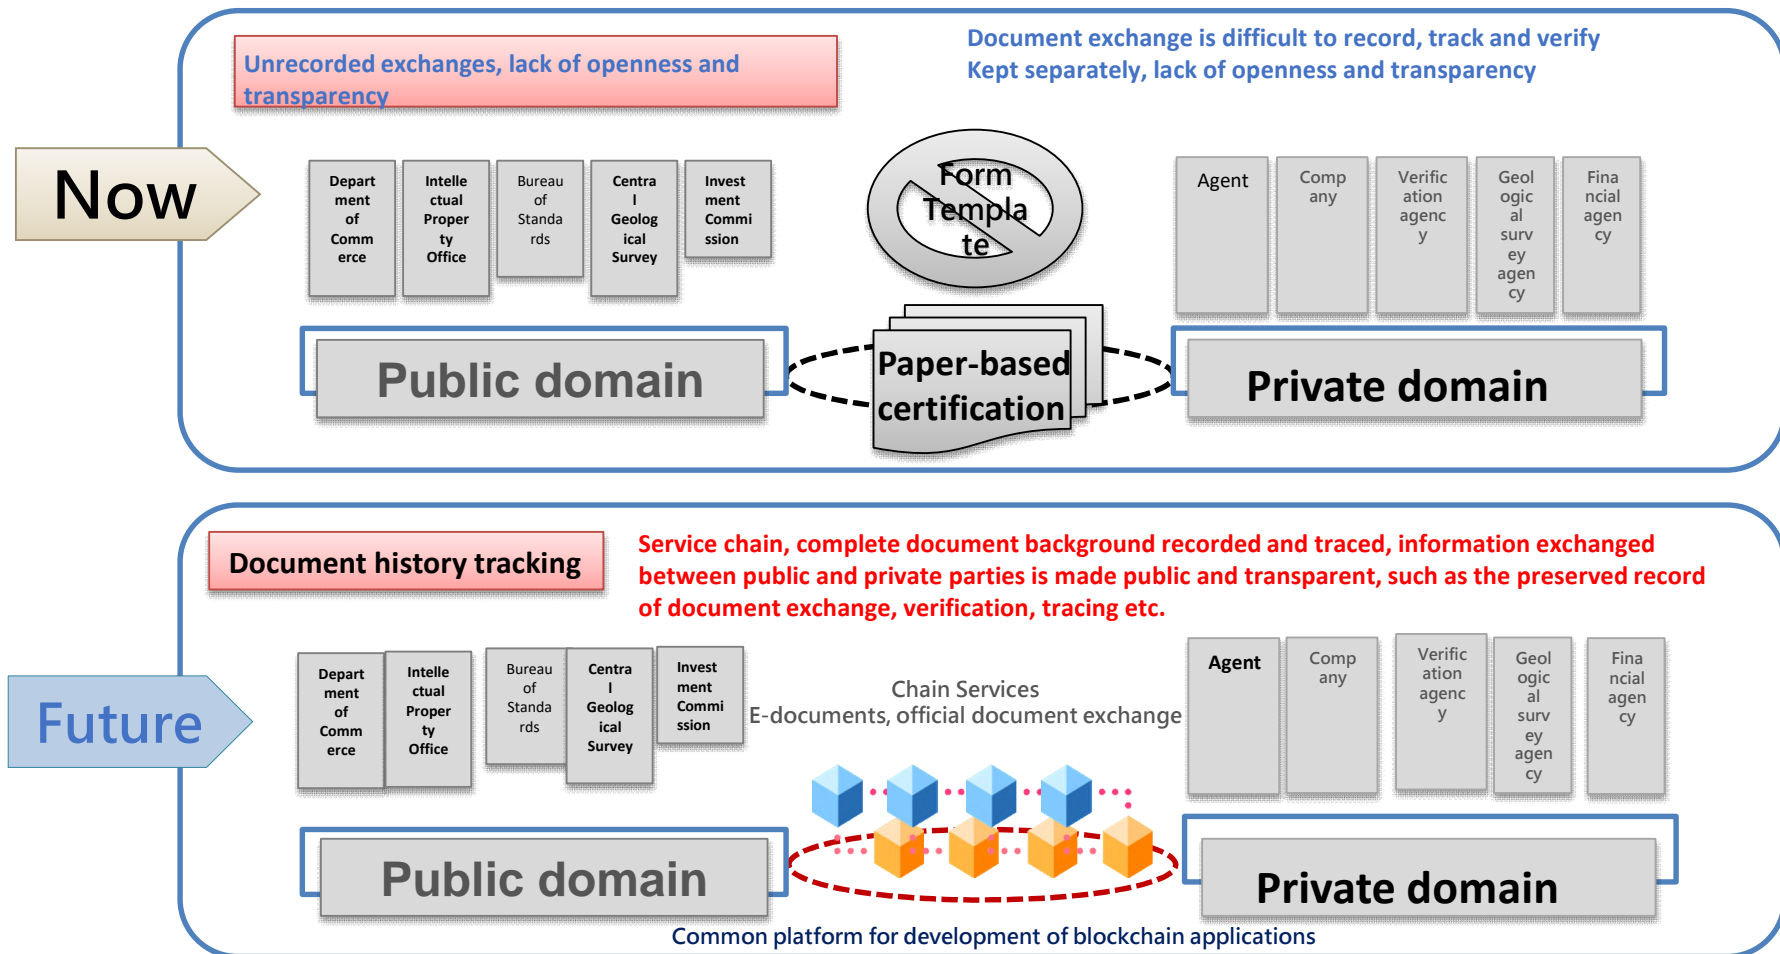 Unrecorded exchanges, lack of openness and
transparency
Document exchange is difficult to record, track and verify
Kept separately, lack of openness and transparency
Now
Depart
ment
of
Comm
erce
Intelle
ctual
Proper
ty
Office
Bureau
of
Standa
rds
Centra
l
Geolog
ical
Survey
Invest
ment
Commi
ssion
Form
Templa
te
Agent
Comp
any
Verific
ation
agenc
y
Geol
ogic
al
surv
ey
agen
cy
Fina
ncial
agen
cy
Public domain
Paper-based
certification
Private domain
Document history tracking
Service chain, complete document background recorded and traced, information exchanged
between public and private parties is made public and transparent, such as the preserved record
of document exchange, verification, tracing etc.
Future
Depart
ment
of
Comm
erce
Intelle
ctual
Proper
ty
Office
Bureau
of
Standa
rds
Centra
l
Geolog
ical
Survey
Invest
ment
Commi
ssion
Chain Services
E-documents, official document exchange
Agent
Comp
any
Verific
ation
agenc
y
Geol
ogic
al
surv
ey
agen
cy
Fina
ncial
agen
cy
Public domain
Private domain
Common platform for development of blockchain applications